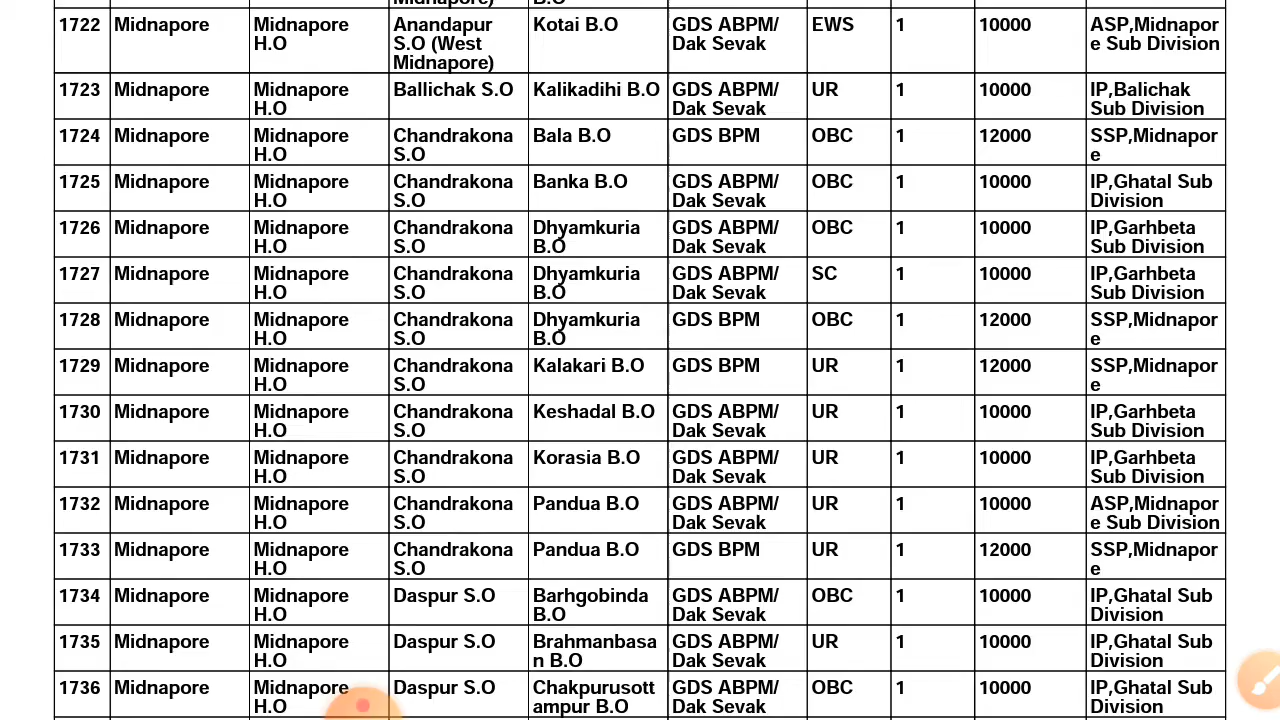 Midnapore) B.O
1722 Midnapore Midnapore Anandapur Kotai B.O GDS ABPM/ EWS 1 10000 ASP,Midnapor
H.O S.O (West Dak Sevak e Sub Division
Midnapore)
1723 Midnapore Midnapore Ballichak S.O Kalikadihi B.O GDS ABPM/ UR 1 10000 IP,Balichak
H.O Dak Sevak Sub Division
1724 Midnapore Midnapore Chandrakona Bala B.O GDS BPM OBC 1 12000 SSP,Midnapor
H.O S.O e
1725 Midnapore Midnapore Chandrakona Banka B.O GDS ABPM/ OBC 1 10000 IP,Ghatal Sub
H.O S.O Dak Sevak Division
1726 Midnapore Midnapore Chandrakona Dhyamkuria GDS ABPM/ OBC 1 10000 IP,Garhbeta
H.O S.O B.O Dak Sevak Sub Division
1727 Midnapore Midnapore Chandrakona Dhyamkuria GDS ABPM/ SC 1 10000 IP,Garhbeta
H.O S.O B.O Dak Sevak Sub Division
1728 Midnapore Midnapore Chandrakona Dhyamkuria GDS BPM OBC 1 12000 SSP,Midnapor
H.O S.O B.O e
1729 Midnapore Midnapore Chandrakona Kalakari B.O GDS BPM UR 1 12000 SSP,Midnapor
H.O S.O e
1730 Midnapore Midnapore Chandrakona Keshadal B.O GDS ABPM/ UR 1 10000 IP,Garhbeta
H.O S.O Dak Sevak Sub Division
1731 Midnapore Midnapore Chandrakona Korasia B.O GDS ABPM/ UR 1 10000 IP,Garhbeta
H.O S.O Dak Sevak Sub Division
1732 Midnapore Midnapore Chandrakona Pandua B.O GDS ABPM/ UR 1 10000 ASP,Midnapor
H.O S.O Dak Sevak e Sub Division
1733 Midnapore Midnapore Chandrakona Pandua B.O GDS BPM UR 1 12000 SSP,Midnapor
H.O S.O e
1734 Midnapore Midnapore Daspur S.O Barhgobinda GDS ABPM/ OBC 1 10000 IP,Ghatal Sub
H.O B.O Dak Sevak Division
1735 Midnapore Midnapore Daspur S.O Brahmanbasa GDS ABPM/ UR 1 10000 IP,Ghatal Sub
H.O n B.O Dak Sevak Division
1736 Midnapore Midnapore Daspur S.O Chakpurusott GDS ABPM/ OBC 1 10000 IP,Ghatal Sub
H.O ampur B.O Dak Sevak Division